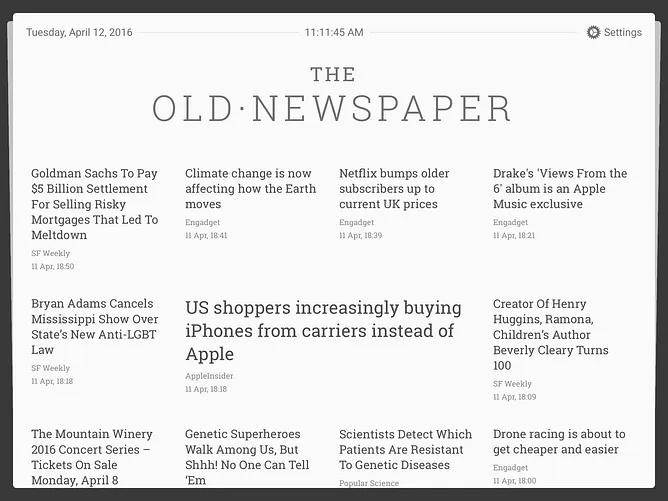 Tuesday, April 12, 2016
11:11:45 AM
Settings
THE
OLD·NEWSPAPER
Goldman Sachs To Pay
$5 Billion Settlement
For Selling Risky
Mortgages That Led To
Meltdown
SF Weekly
11 Apr, 18:50
Climate change is now
affecting how the Earth
moves
Engadget
11 Apr, 18:41
Netflix bumps older
subscribers up to
current UK prices
Engadget
11 Apr, 18:39
Drake's 'Views From the
6' album is an Apple
Music exclusive
Engadget
11 Apr, 18:21
Bryan Adams Cancels
Mississippi Show Over
State's New Anti-LGBT
Law
SF Weekly
11 Apr, 18:18
US shoppers increasingly buying
iPhones from carriers instead of
Apple
AppleInsider
11 Apr, 18:18
Creator Of Henry
Huggins, Ramona,
Children's Author
Beverly Cleary Turns
100
SF Weekly
11 Apr, 18:09
The Mountain Winery
2016 Concert Series –
Tickets On Sale
Monday, April 8
Genetic Superheroes
Walk Among Us, But
Shhh! No One Can Tell
'Em
Scientists Detect Which
Patients Are Resistant
To Genetic Diseases
Popular Science
Drone racing is about to
get cheaper and easier
Engadget
11 Apr, 18:00